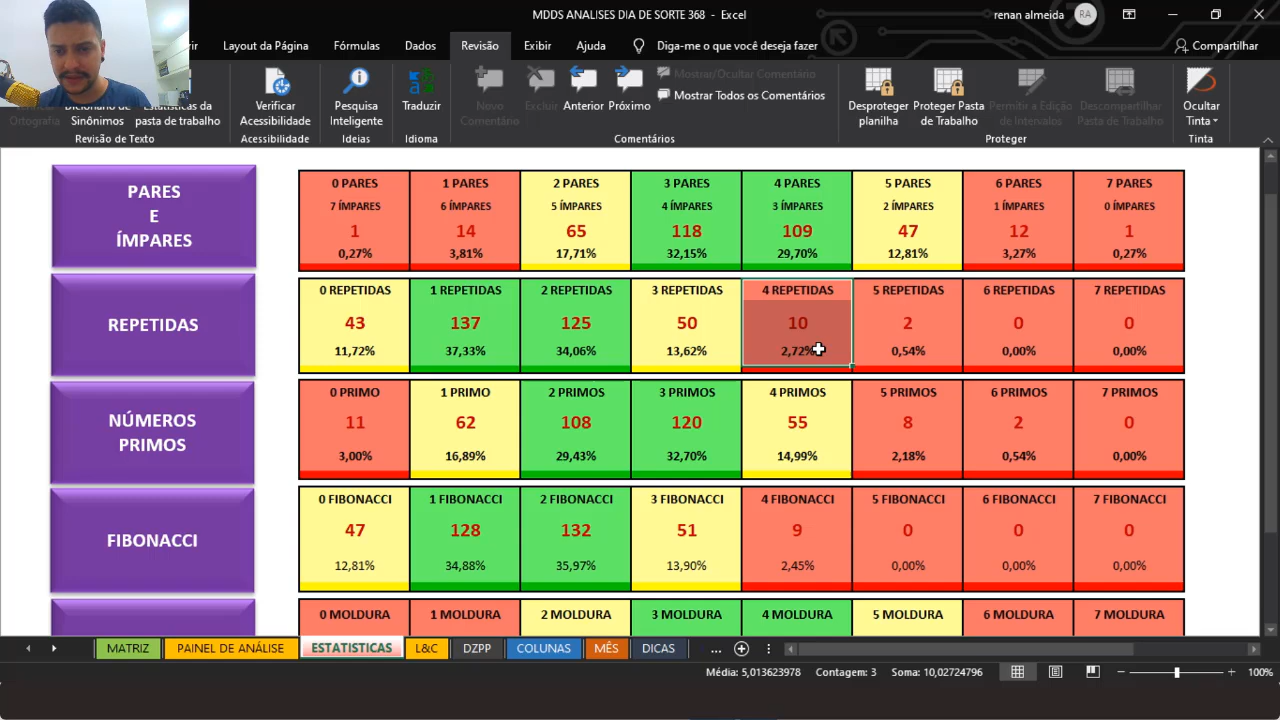 MDDS ANALISES DIA DE SORTE 368 - Excel
renan almeida
RA
Layout da Página
Fórmulas
Dados
Revisão
Exibir
Ajuda
Diga-me o que você deseja fazer
Compartilhar
Ortografia
Dicionário de
Sinônimos
Estatísticas da
pasta de trabalho
Revisão de Texto
Verificar
Acessibilidade
Acessibilidade
Pesquisa
Inteligente
Ideias
Traduzir
Idioma
Novo
Comentário
Excluir
Anterior
Próximo
Mostrar/Ocultar Comentário
Mostrar Todos os Comentários
Comentários
Desproteger
planilha
Proteger Pasta
de Trabalho
Permitir a Edição
de Intervalos
Descompartilhar
Pasta de Trabalho
Proteger
Ocultar
Tinta
Tinta
PARES
E
ÍMPARES
0 PARES 1 PARES 2 PARES 3 PARES 4 PARES 5 PARES 6 PARES 7 PARES
7 ÍMPARES 6 ÍMPARES 5 ÍMPARES 4 ÍMPARES 3 ÍMPARES 2 ÍMPARES 1 ÍMPARES 0 ÍMPARES
1 14 65 118 109 47 12 1
0,27% 3,81% 17,71% 32,15% 29,70% 12,81% 3,27% 0,27%
REPETIDAS
0 REPETIDAS 1 REPETIDAS 2 REPETIDAS 3 REPETIDAS 4 REPETIDAS 5 REPETIDAS 6 REPETIDAS 7 REPETIDAS
43 137 125 50 10 2 0 0
11,72% 37,33% 34,06% 13,62% 2,72% 0,54% 0,00% 0,00%
NÚMEROS
PRIMOS
0 PRIMO 1 PRIMO 2 PRIMOS 3 PRIMOS 4 PRIMOS 5 PRIMOS 6 PRIMOS 7 PRIMOS
11 62 108 120 55 8 2 0
3,00% 16,89% 29,43% 32,70% 14,99% 2,18% 0,54% 0,00%
FIBONACCI
0 FIBONACCI 1 FIBONACCI 2 FIBONACCI 3 FIBONACCI 4 FIBONACCI 5 FIBONACCI 6 FIBONACCI 7 FIBONACCI
47 128 132 51 9 0 0 0
12,81% 34,88% 35,97% 13,90% 2,45% 0,00% 0,00% 0,00%
0 MOLDURA 1 MOLDURA 2 MOLDURA 3 MOLDURA 4 MOLDURA 5 MOLDURA 6 MOLDURA 7 MOLDURA
MATRIZ
PAINEL DE ANÁLISE
ESTATISTICAS
L&C
DZPP
COLUNAS
MÊS
DICAS
...
Média: 5,013623978
Contagem: 3
Soma: 10,02724796
100%